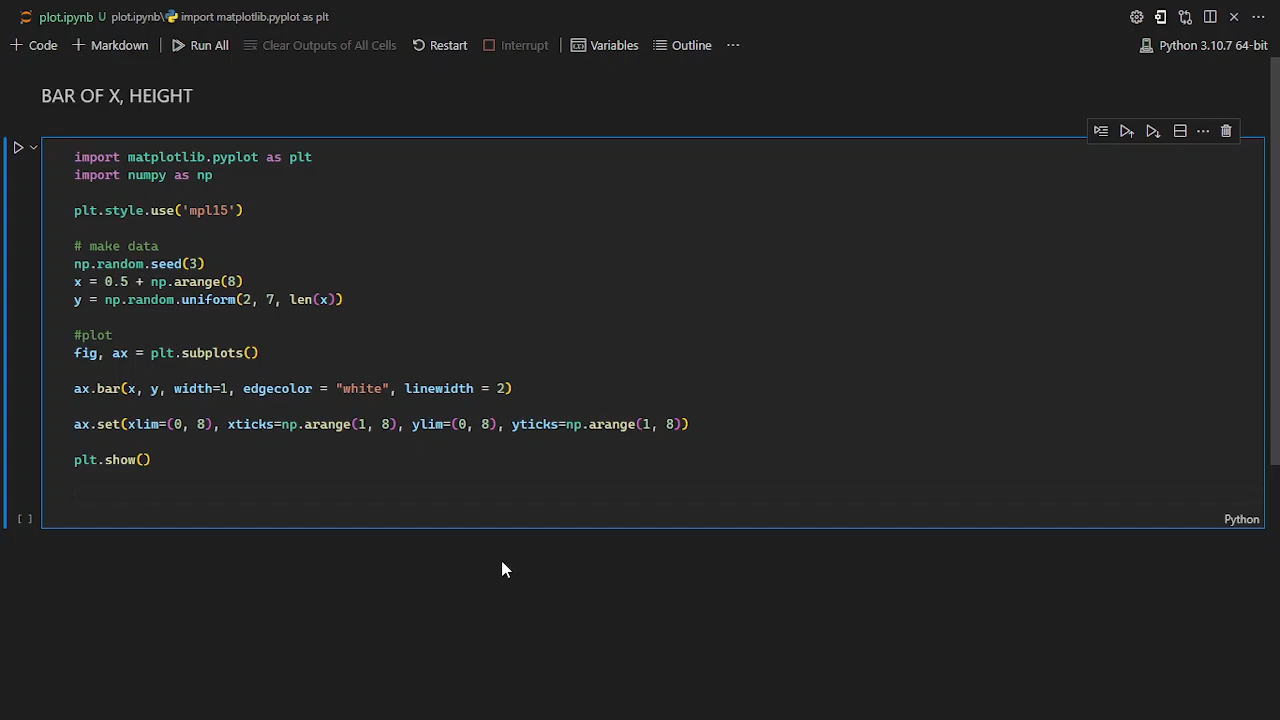 plot.ipynb U plot.ipynb\ import matplotlib.pyplot as plt
+ Code + Markdown Run All Clear Outputs of All Cells Restart Interrupt Variables Outline ... Python 3.10.7 64-bit
BAR OF X, HEIGHT
import matplotlib.pyplot as plt
import numpy as np
plt.style.use('mpl15')
# make data
np.random.seed(3)
x = 0.5 + np.arange(8)
y = np.random.uniform(2, 7, len(x))
#plot
fig, ax = plt.subplots()
ax.bar(x, y, width=1, edgecolor = "white", linewidth = 2)
ax.set(xlim=(0, 8), xticks=np.arange(1, 8), ylim=(0, 8), yticks=np.arange(1, 8))
plt.show()
[ ] Python